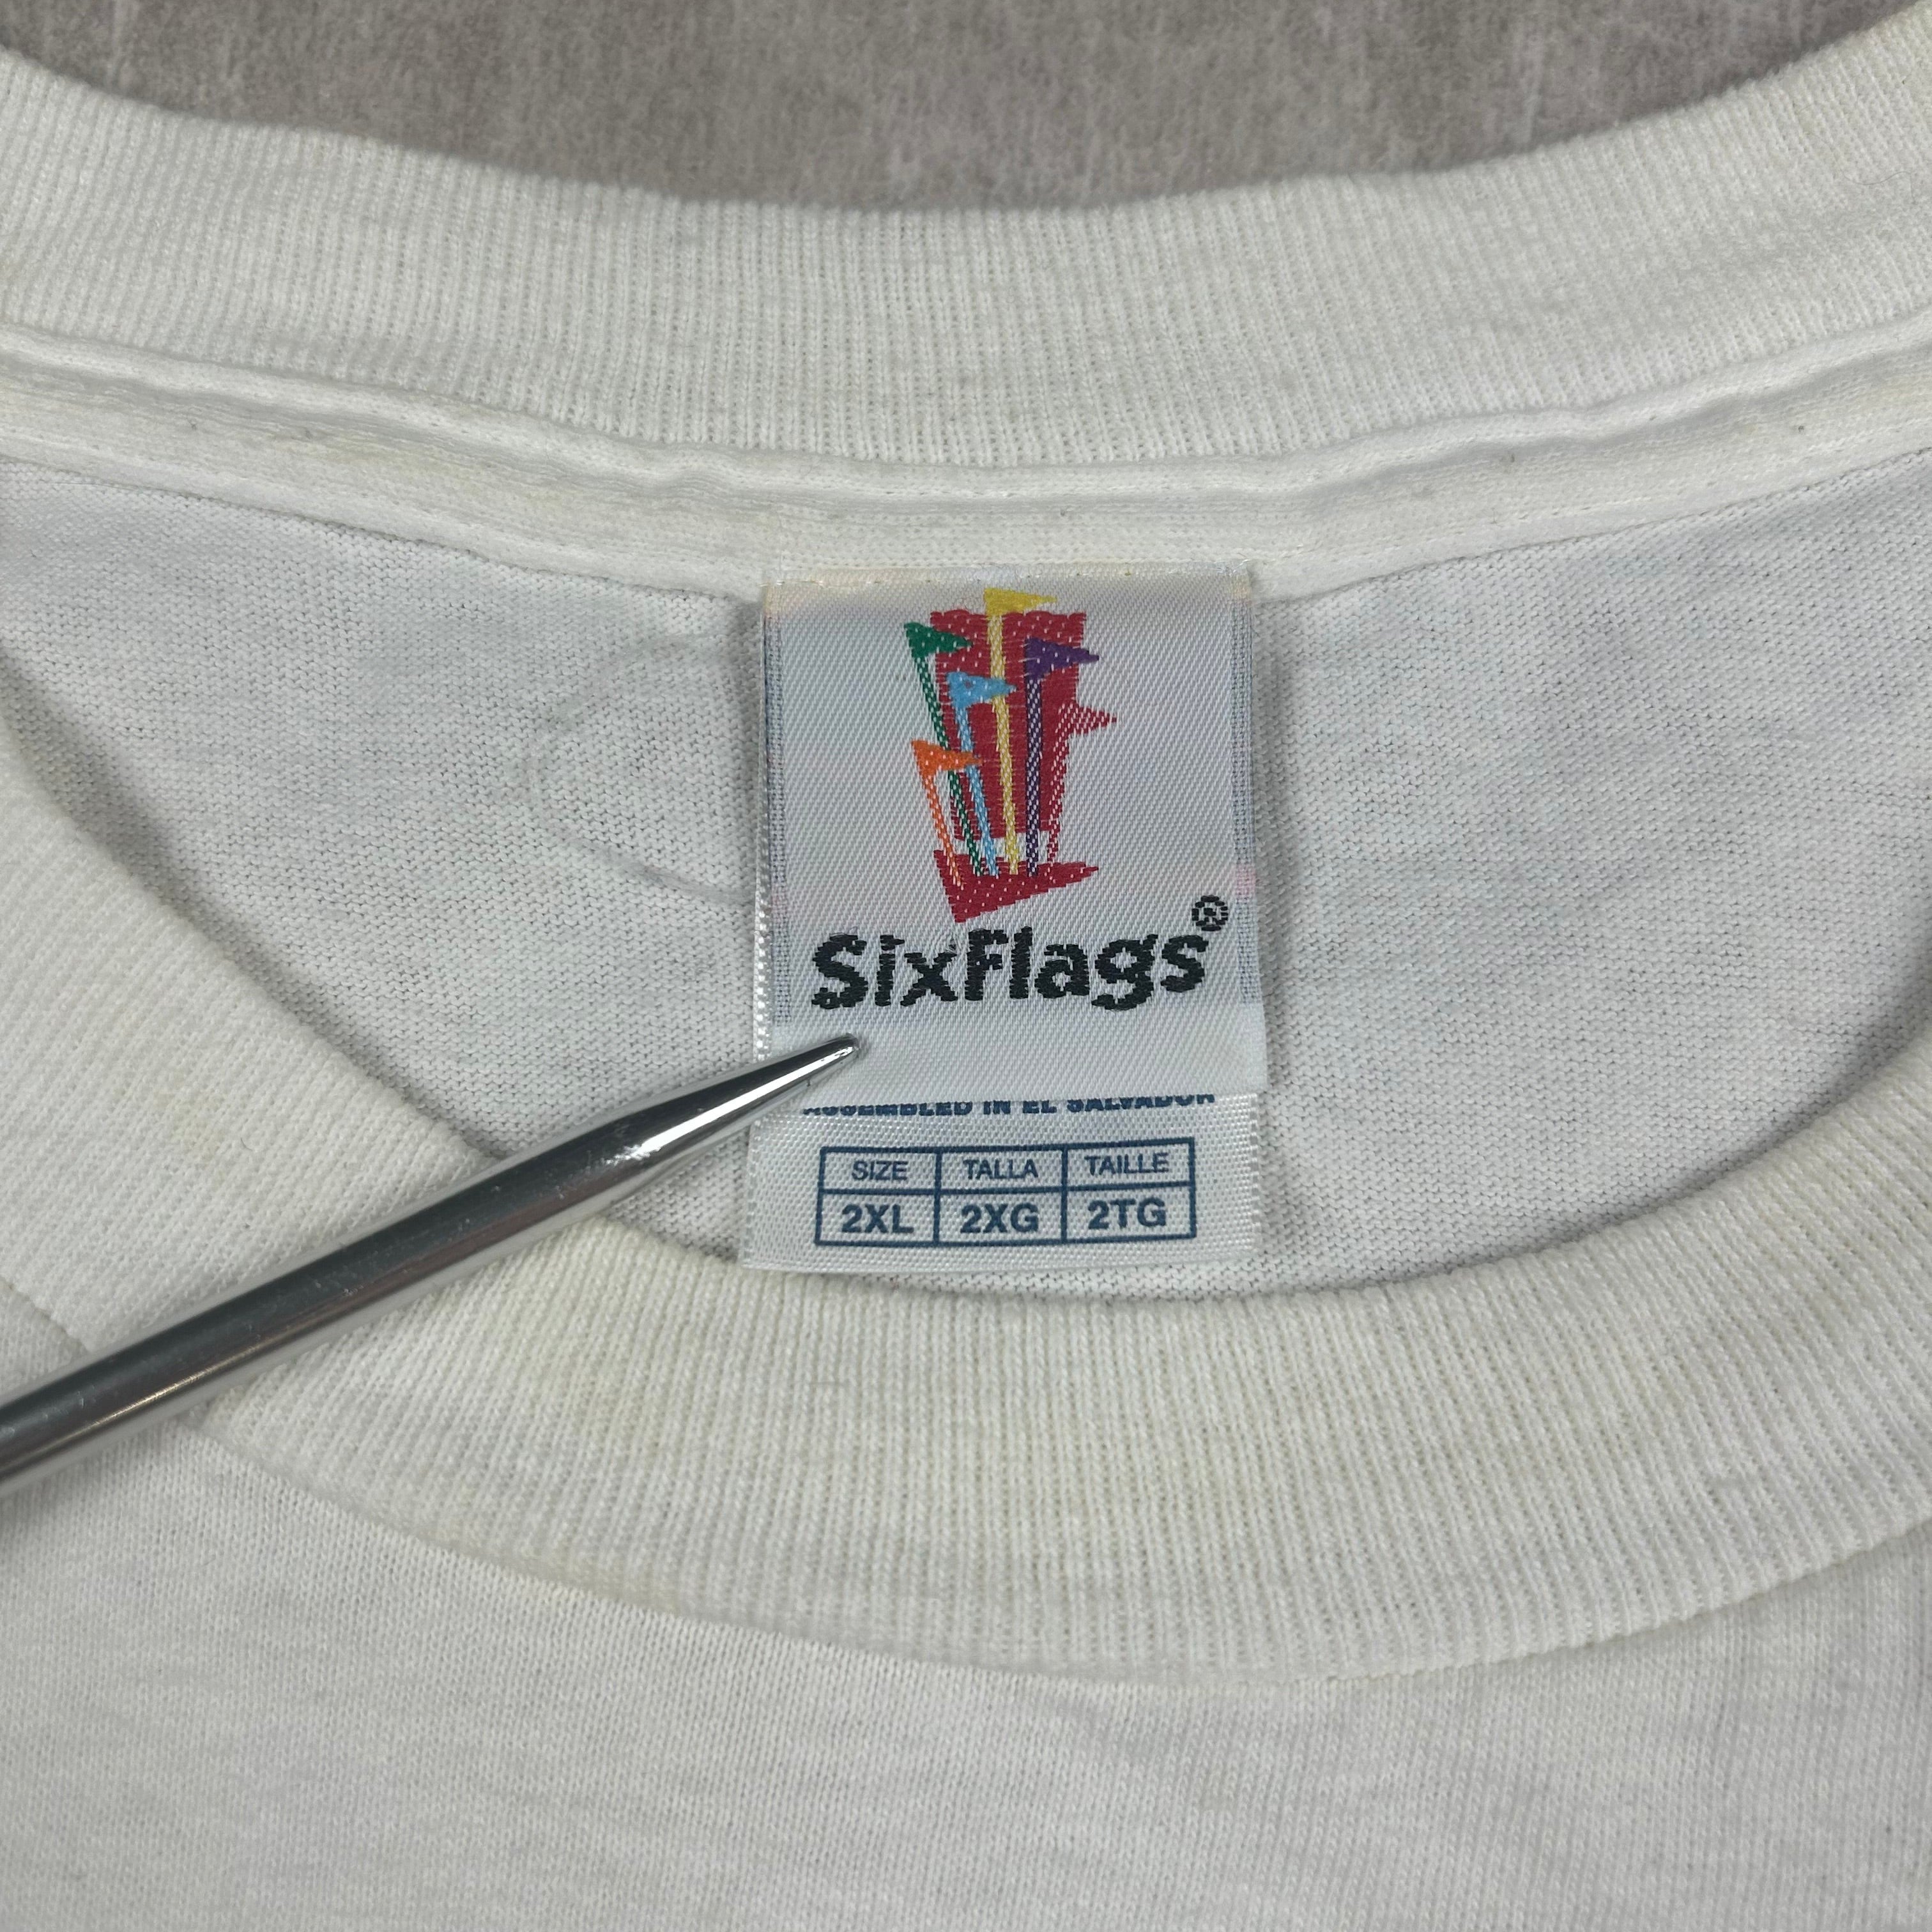 SixFlags®
ASSEMBLED IN EL SALVADOR
SIZE TALLA TAILLE
2XL 2XG 2TG